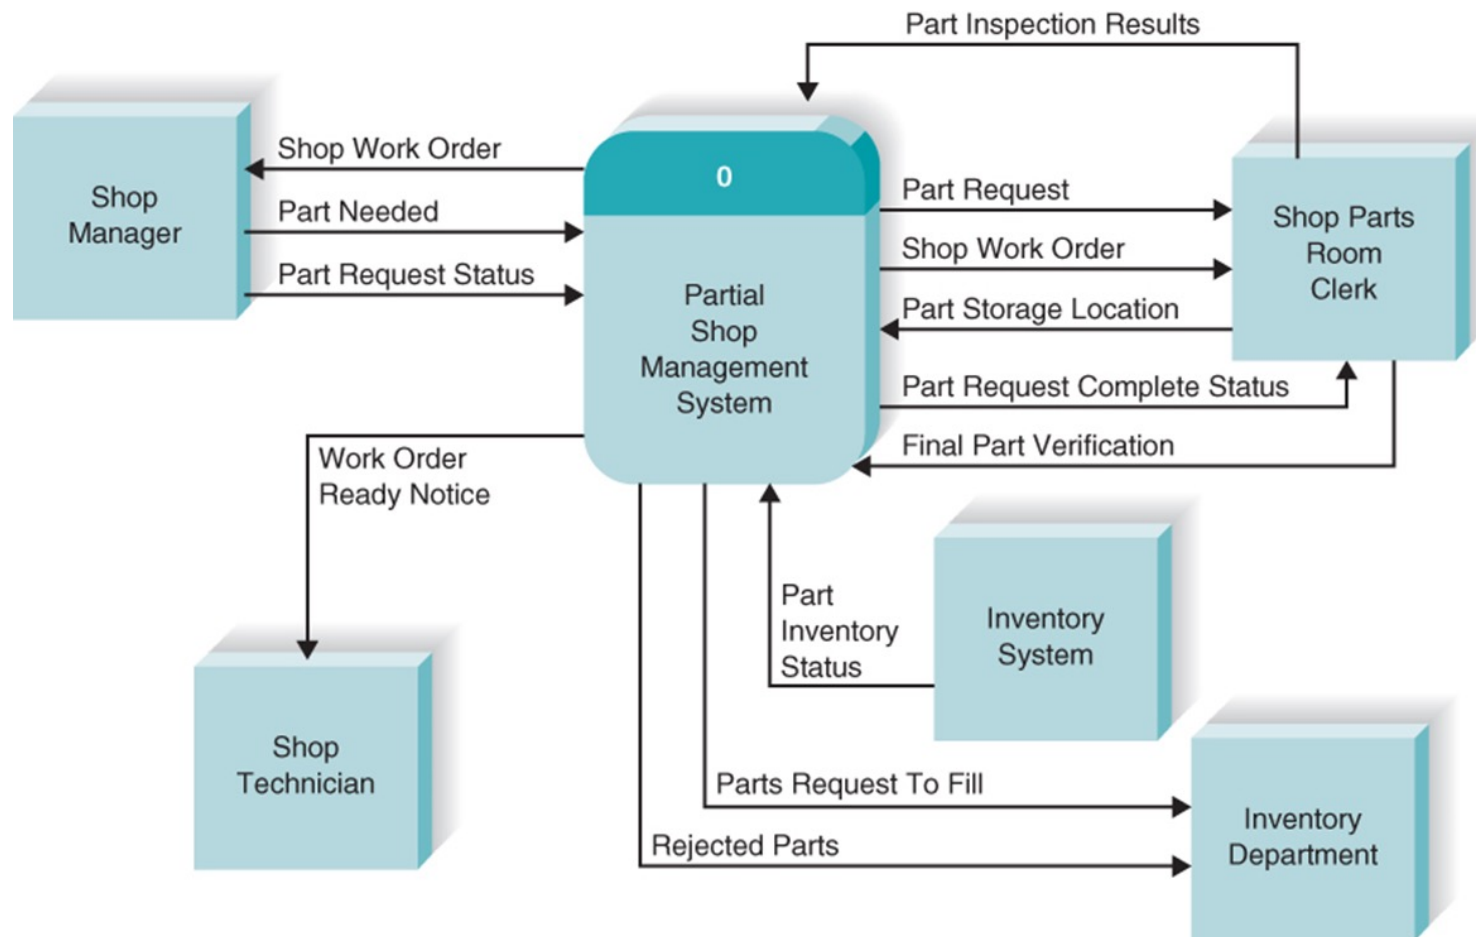 Part Inspection Results
Shop
Manager
Shop Work Order
Part Needed
Part Request Status
0
Partial
Shop
Management
System
Part Request
Shop Work Order
Part Storage Location
Part Request Complete Status
Final Part Verification
Shop Parts
Room
Clerk
Work Order
Ready Notice
Part
Inventory
Status
Inventory
System
Shop
Technician
Parts Request To Fill
Rejected Parts
Inventory
Department